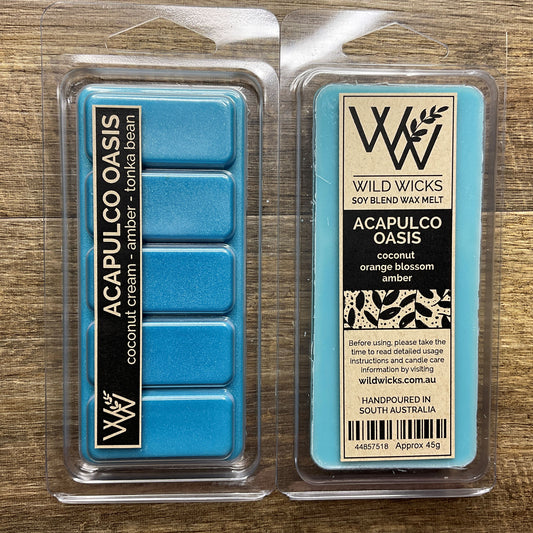 ACAPULCO OASIS
coconut cream - amber - tonka bean
WW
WW
WILD WICKS
SOY BLEND WAX MELT
ACAPULCO
OASIS
coconut
orange blossom
amber
Before using, please take the
time to read detailed usage
instructions and candle care
information by visiting
wildwicks.com.au
HANDPOURED IN
SOUTH AUSTRALIA
44857518 Approx 45g